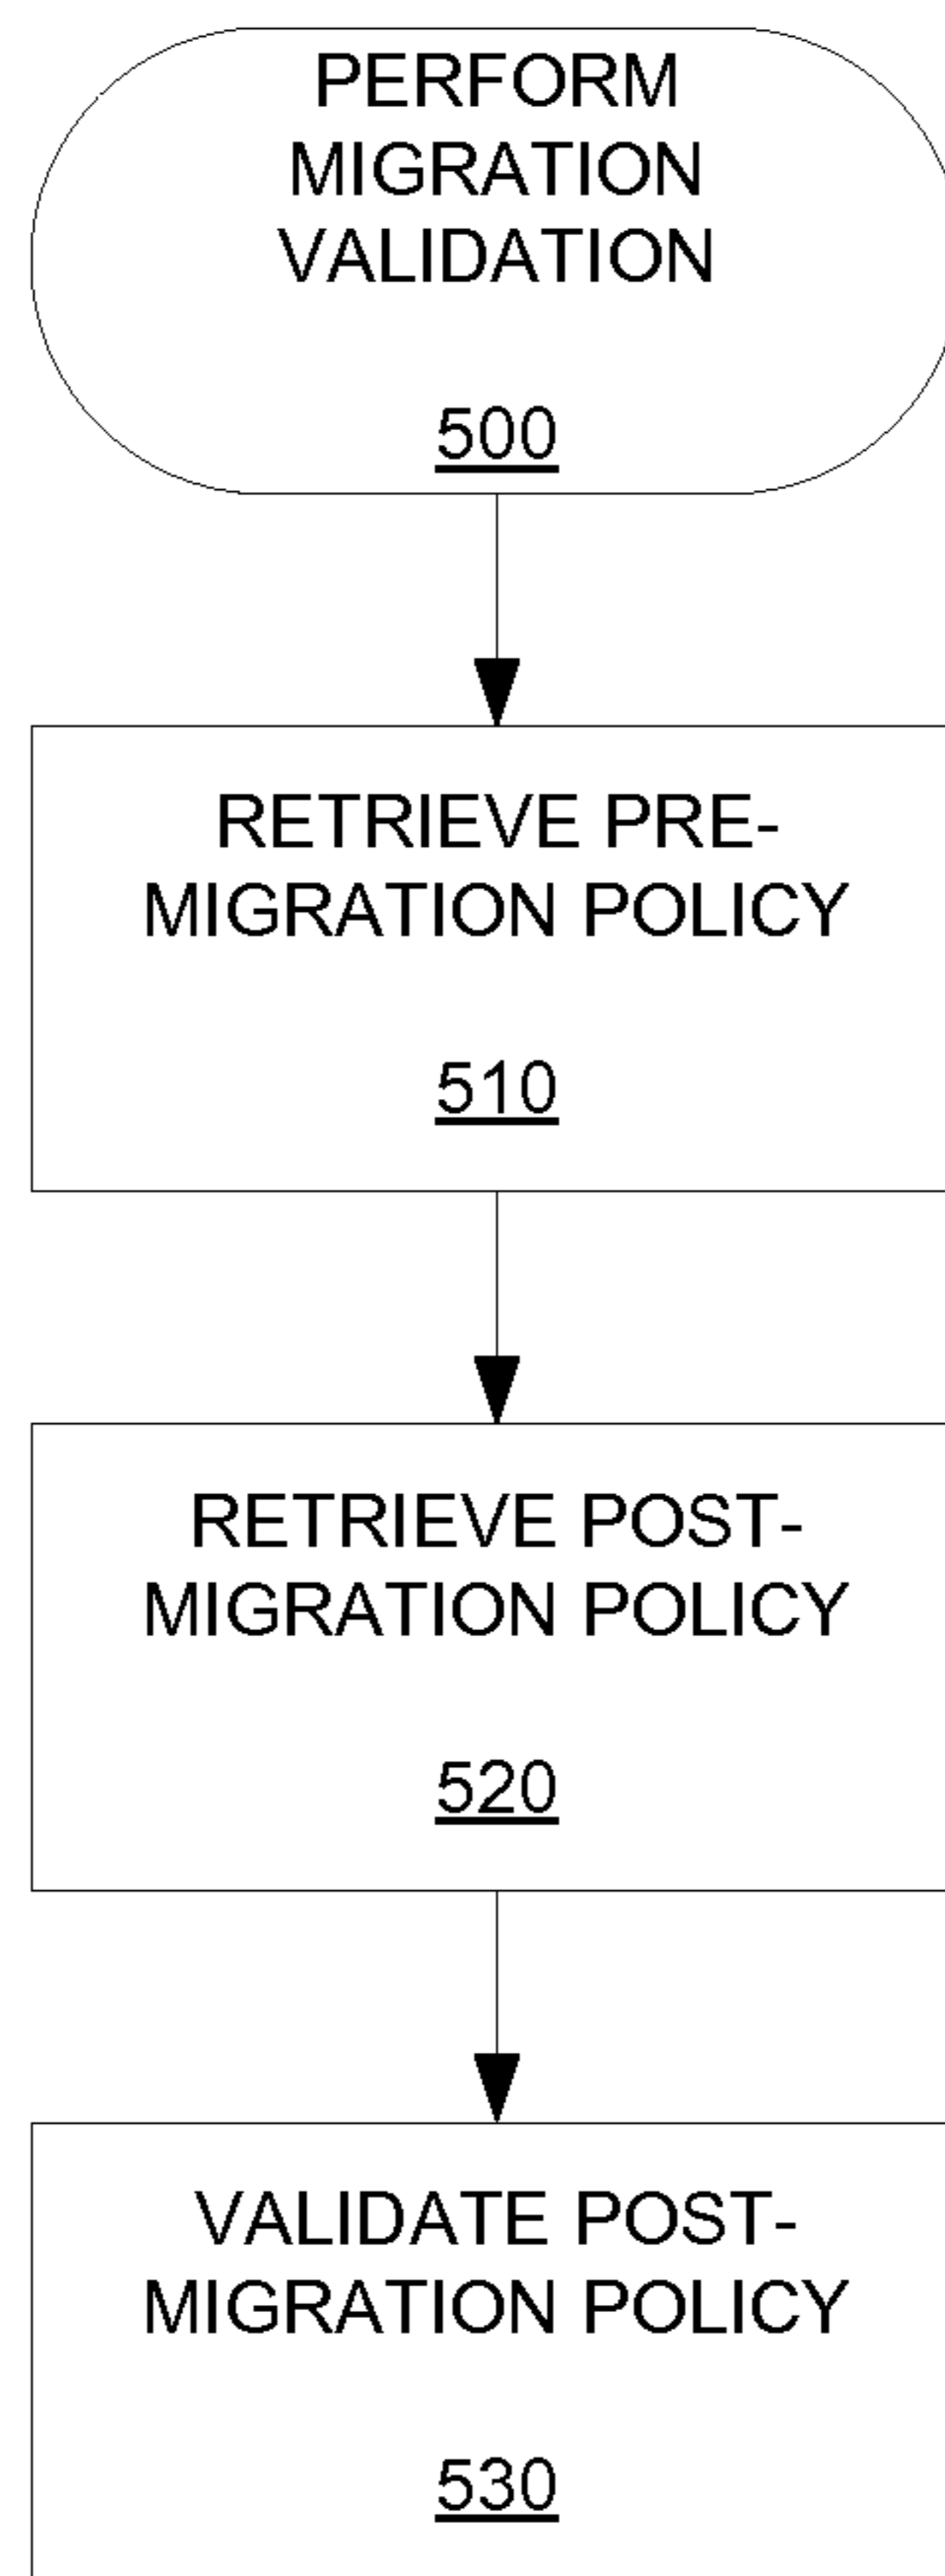 PERFORM
MIGRATION
VALIDATION
500
RETRIEVE PRE-
MIGRATION POLICY
510
RETRIEVE POST-
MIGRATION POLICY
520
VALIDATE POST-
MIGRATION POLICY
530